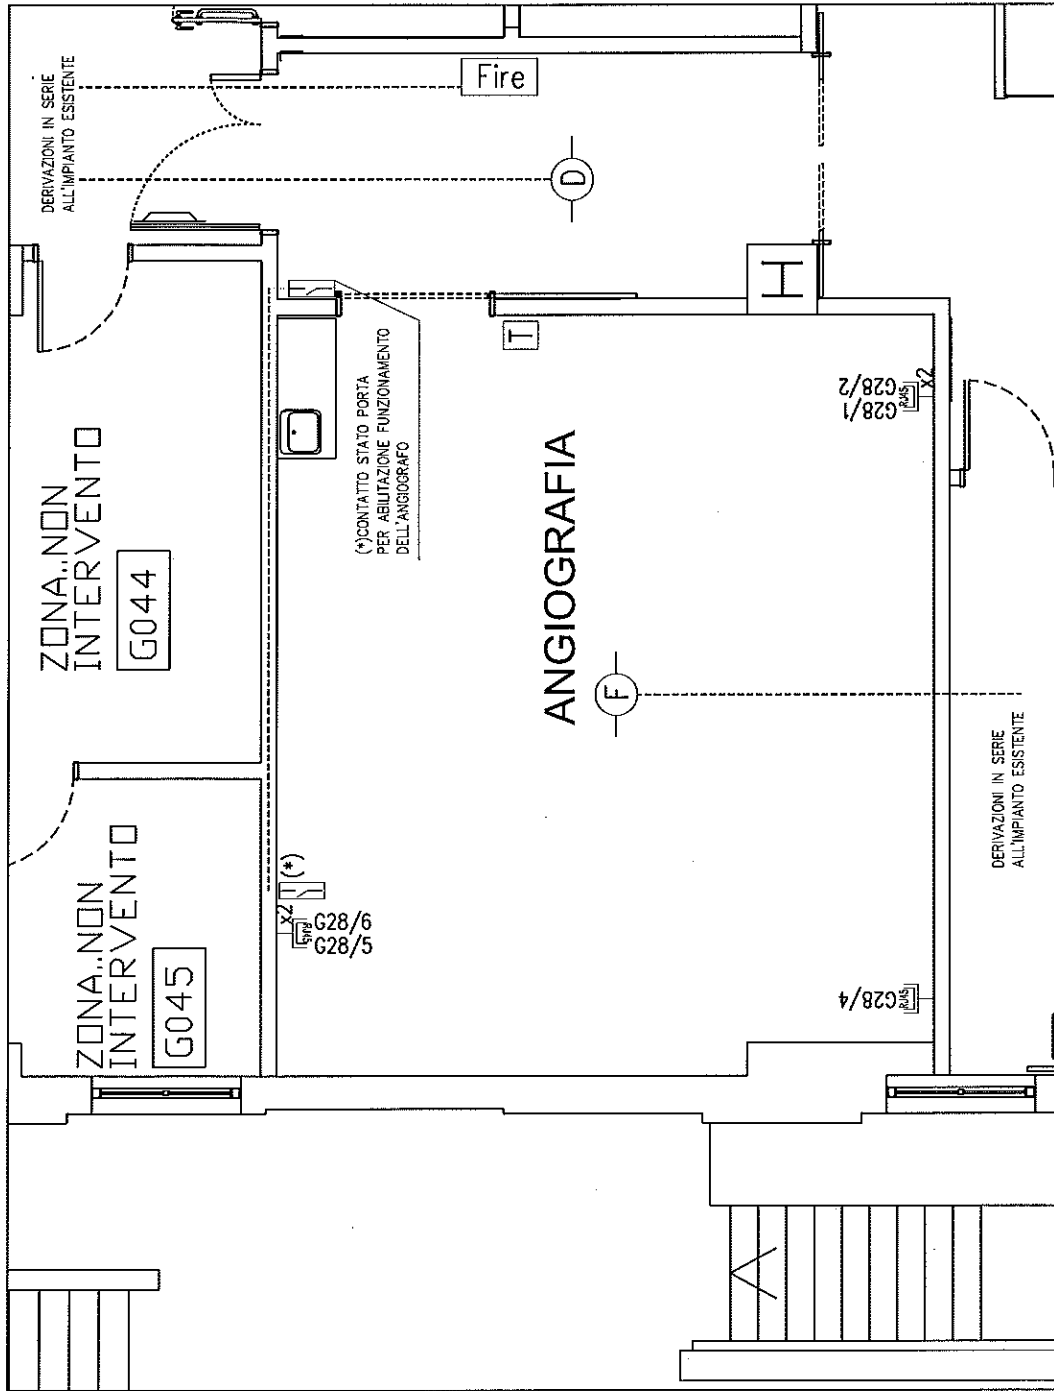 DERIVAZIONI IN SERIE
ALL'IMPIANTO ESISTENTE
Fire
D
H
T
(*)CONTATTO STATO PORTA
PER ABILITAZIONE FUNZIONAMENTO
DELL'ANGIOGRAFO
ZONA..NON
INTERVENTO
G044
ANGIOGRAFIA
F
G28/2
G28/1
RJ45
x2
DERIVAZIONI IN SERIE
ALL'IMPIANTO ESISTENTE
ZONA..NON
INTERVENTO
G045
(*)
x2
RJ45
G28/6
G28/5
G28/4
RJ45